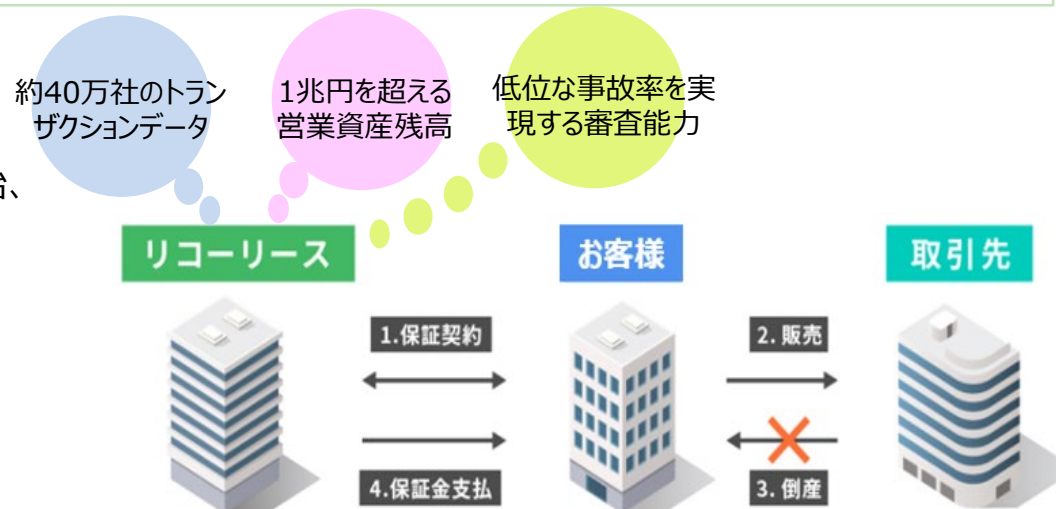 約40万社のトラン
ザクションデータ
1兆円を超える
営業資産残高
低位な事故率を実
現する審査能力
台、
リコーリース
お客様
取引先
1.保証契約
2. 販売
4.保証金支払
3. 倒産